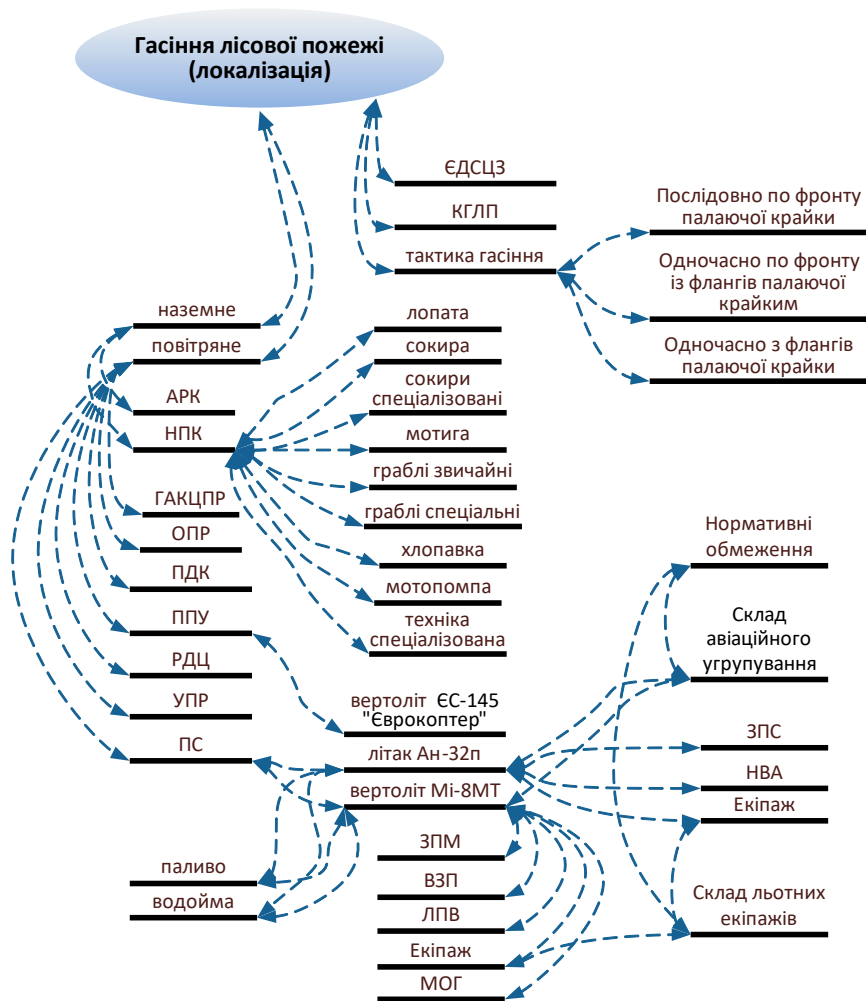 Гасіння лісової пожежі
(локалізація)
ЄДСЦЗ
КГЛП
тактика гасіння
Послідовно по фронту
палаючої крайки
Одночасно по фронту
із флангів палаючої
крайким
Одночасно з флангів
палаючої крайки
наземне
повітряне
АРК
НПК
лопата
сокира
сокири
спеціалізовані
мотига
граблі звичайні
граблі спеціальні
хлопавка
мотопомпа
техніка
спеціалізована
ГАКЦПР
ОПР
ПДК
ППУ
РДЦ
УПР
ПС
вертоліт ЄС-145
"Єврокоптер"
літак Ан-32п
вертоліт Мі-8МТ
Нормативні
обмеження
Склад
авіаційного
угрупування
ЗПС
НВА
Екіпаж
Склад льотних
екіпажів
паливо
водойма
ЗПМ
ВЗП
ЛПВ
Екіпаж
МОГ